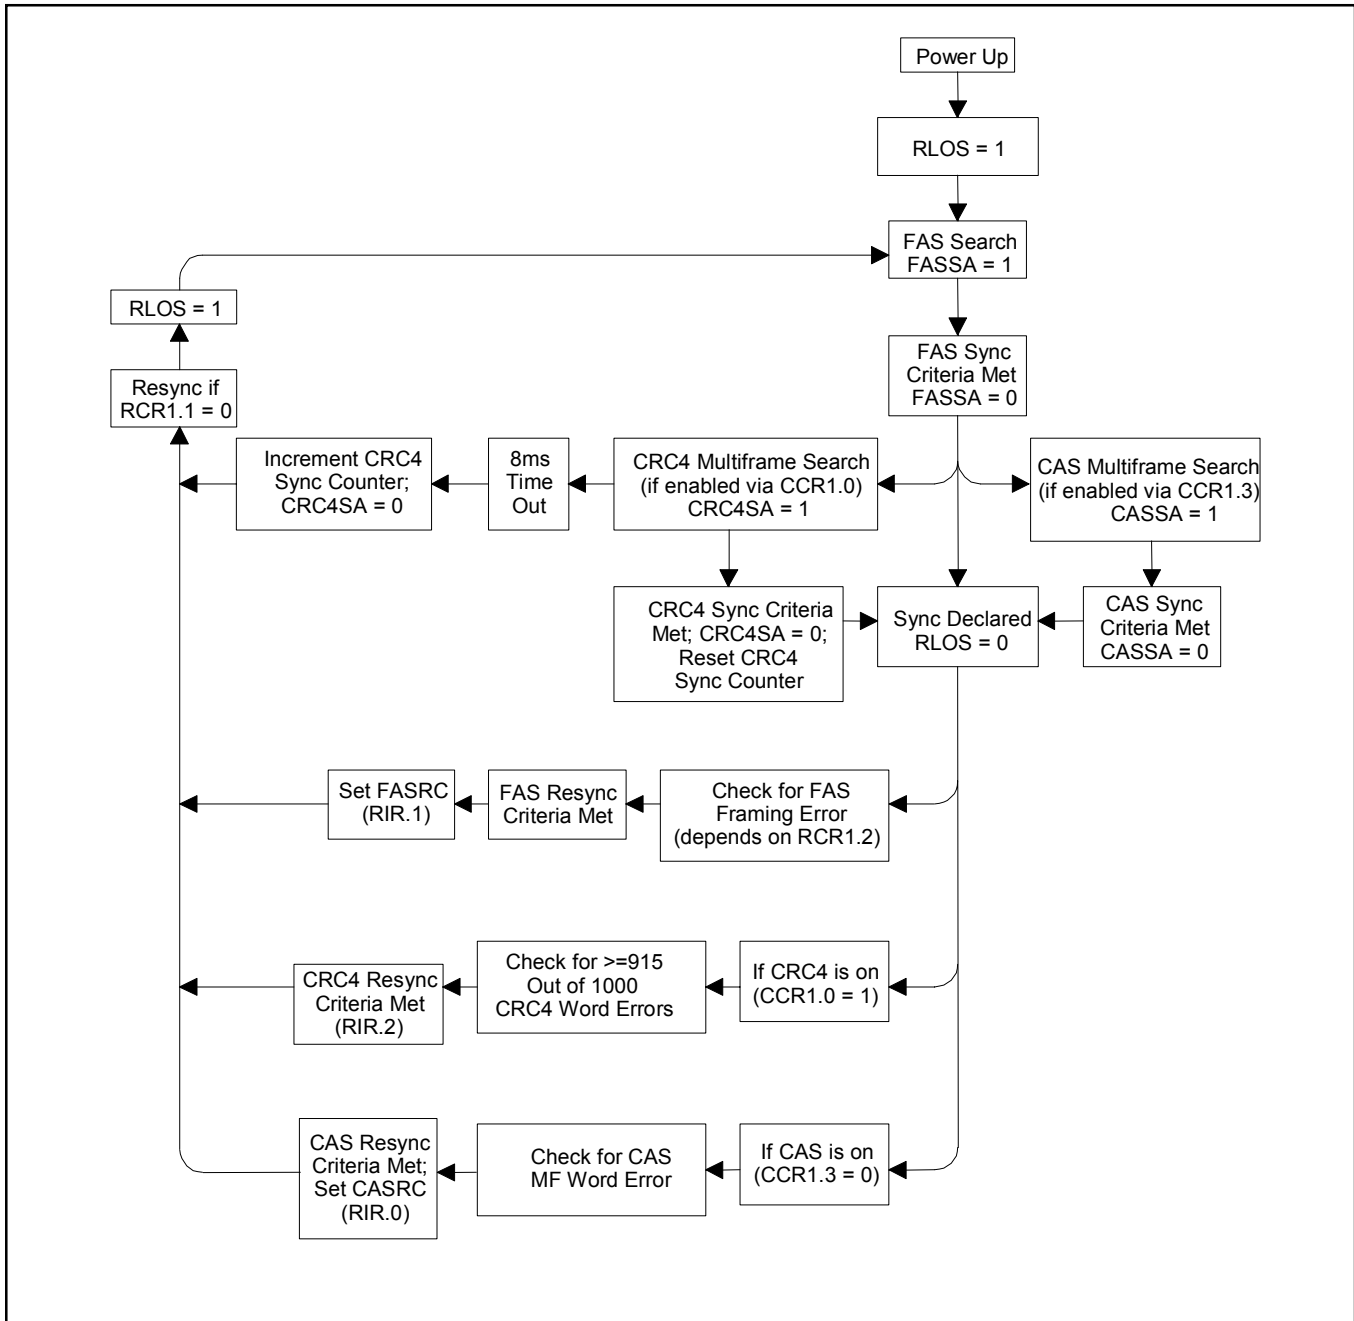 Power Up
RLOS = 1
FAS Search
FASSA = 1
RLOS = 1
FAS Sync
Criteria Met
FASSA = 0
Resync if
RCR1.1 = 0
Increment CRC4
Sync Counter;
CRC4SA = 0
8ms
Time
Out
CRC4 Multiframe Search
(if enabled via CCR1.0)
CRC4SA = 1
CAS Multiframe Search
(if enabled via CCR1.3)
CASSA = 1
CRC4 Sync Criteria
Met; CRC4SA = 0;
Reset CRC4
Sync Counter
Sync Declared
RLOS = 0
CAS Sync
Criteria Met
CASSA = 0
Set FASRC
(RIR.1)
FAS Resync
Criteria Met
Check for FAS
Framing Error
(depends on RCR1.2)
CRC4 Resync
Criteria Met
(RIR.2)
Check for >=915
Out of 1000
CRC4 Word Errors
If CRC4 is on
(CCR1.0 = 1)
CAS Resync
Criteria Met;
Set CASRC
(RIR.0)
Check for CAS
MF Word Error
If CAS is on
(CCR1.3 = 0)